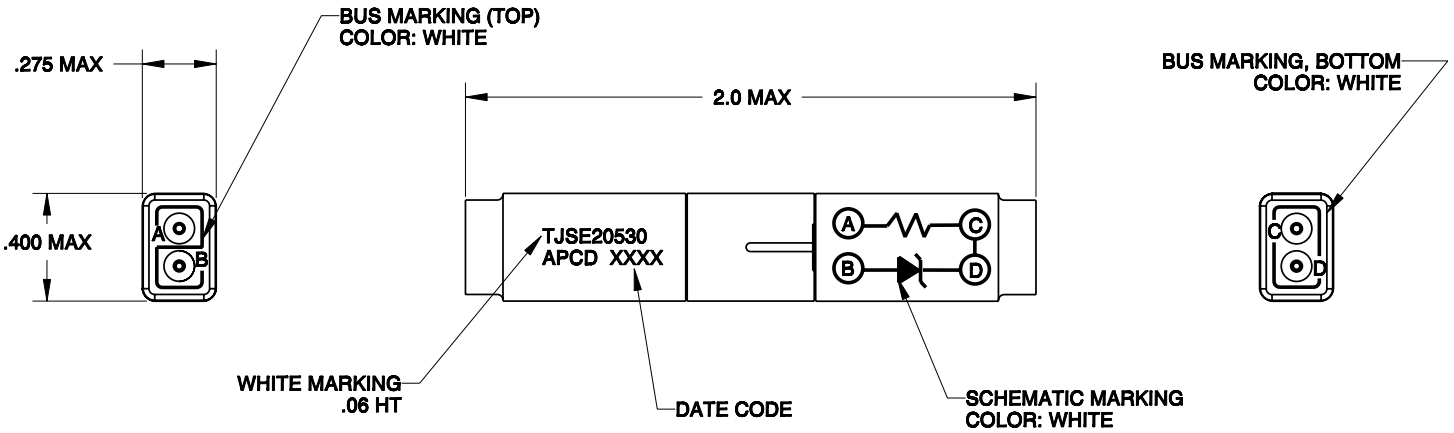 BUS MARKING (TOP)
COLOR: WHITE
.275 MAX
2.0 MAX
BUS MARKING, BOTTOM
COLOR: WHITE
.400 MAX
A
B
TJSE20530
APCD XXXX
A
C
B
D
C
D
WHITE MARKING
.06 HT
DATE CODE
SCHEMATIC MARKING
COLOR: WHITE